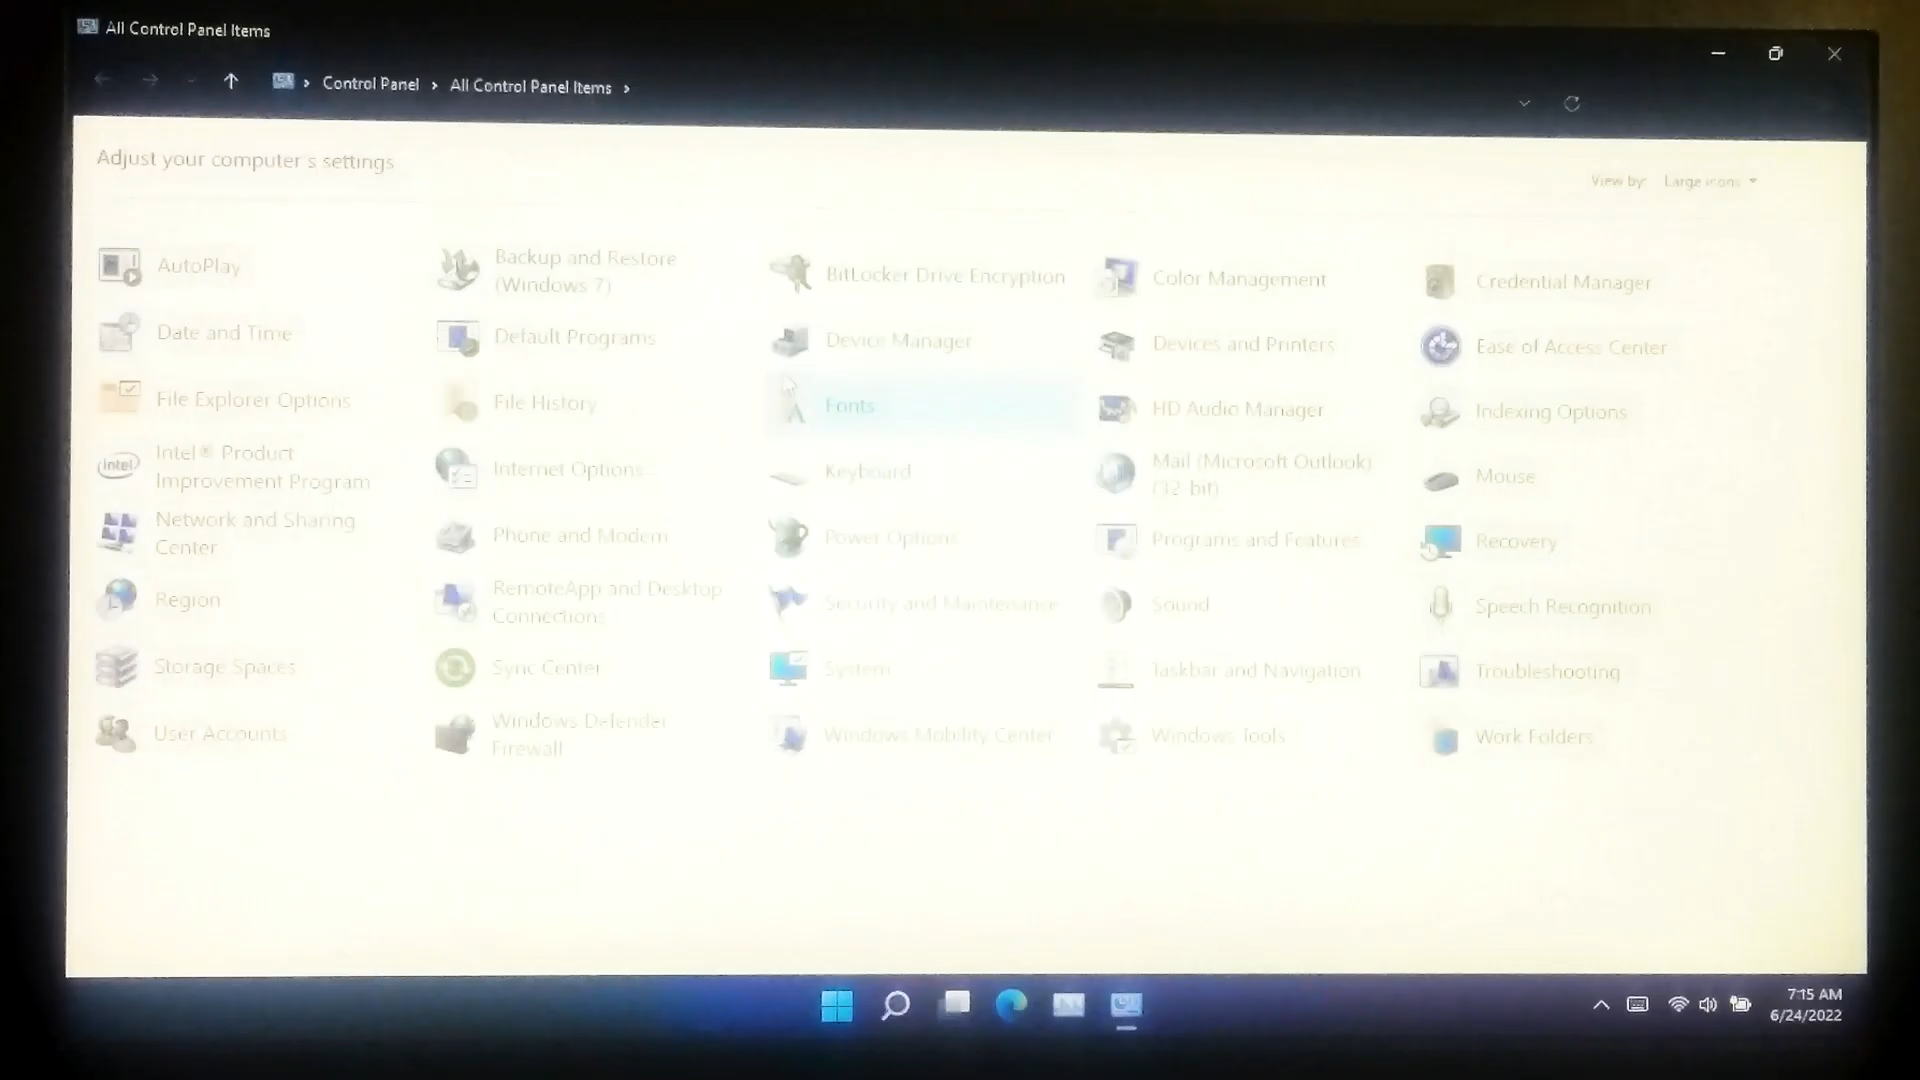 All Control Panel Items
Control Panel > All Control Panel Items >
Adjust your computer s settings
View by: Large icons
AutoPlay
Backup and Restore
(Windows 7)
BitLocker Drive Encryption
Color Management
Credential Manager
Date and Time
Default Programs
Device Manager
Devices and Printers
Ease of Access Center
File Explorer Options
File History
Fonts
HD Audio Manager
Indexing Options
Intel® Product
Improvement Program
Internet Options
Keyboard
Mail (Microsoft Outlook)
(32-bit)
Mouse
Network and Sharing
Center
Phone and Modem
Power Options
Programs and Features
Recovery
Region
RemoteApp and Desktop
Connections
Security and Maintenance
Sound
Speech Recognition
Storage Spaces
Sync Center
System
Taskbar and Navigation
Troubleshooting
User Accounts
Windows Defender
Firewall
Windows Mobility Center
Windows Tools
Work Folders
intel
7:15 AM
6/24/2022